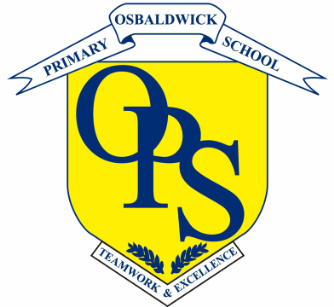 OSBALDWICK
PRIMARY SCHOOL
OPS
TEAMWORK & EXCELLENCE